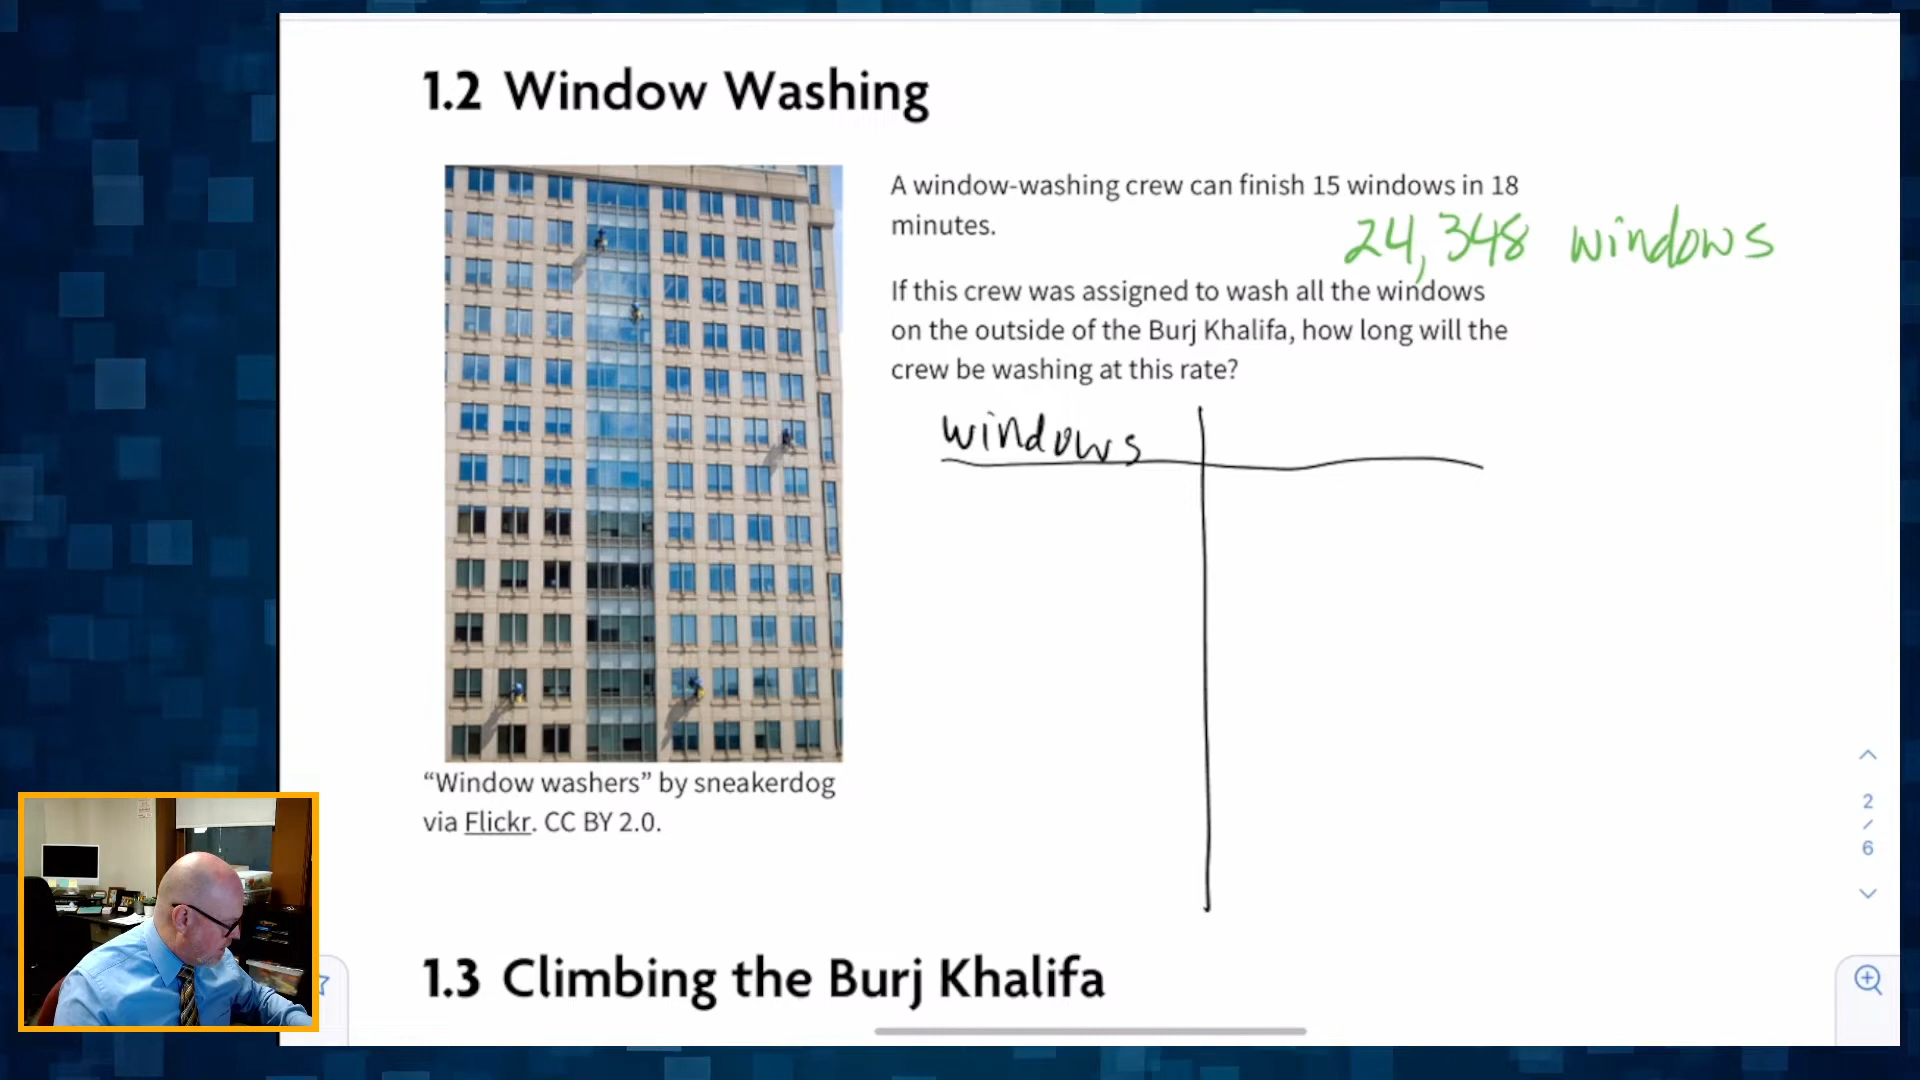 1.2 Window Washing
A window-washing crew can finish 15 windows in 18
minutes.
24,348 windows
If this crew was assigned to wash all the windows
on the outside of the Burj Khalifa, how long will the
crew be washing at this rate?
windows
“Window washers” by sneakerdog
via Flickr. CC BY 2.0.
1.3 Climbing the Burj Khalifa
2
/
6